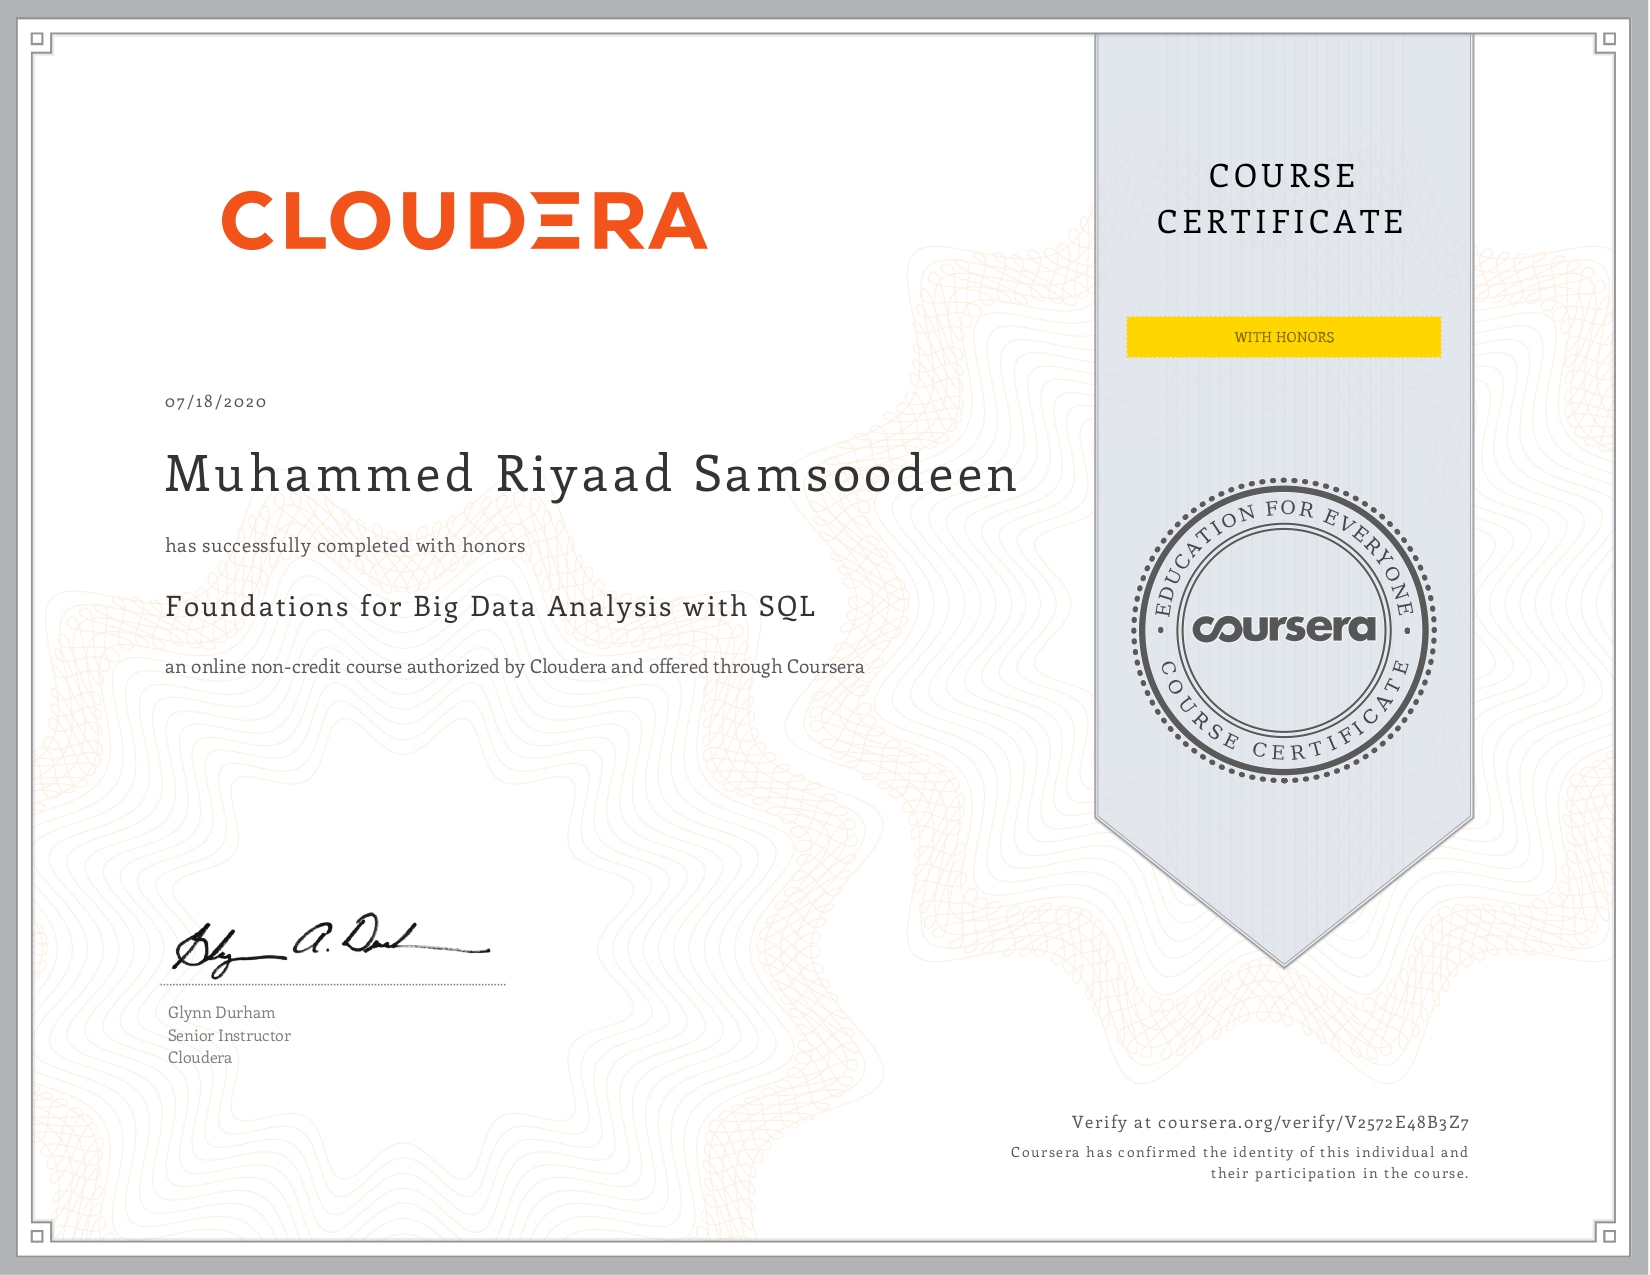 CLOUDERA
COURSE
CERTIFICATE
WITH HONORS
07/18/2020
Muhammed Riyaad Samsoodeen
has successfully completed with honors
Foundations for Big Data Analysis with SQL
an online non-credit course authorized by Cloudera and offered through Coursera
EDUCATION FOR EVERYONE
coursera
COURSE CERTIFICATE
Glynn A. Durham
Glynn Durham
Senior Instructor
Cloudera
Verify at coursera.org/verify/V2572E48B3Z7
Coursera has confirmed the identity of this individual and
their participation in the course.